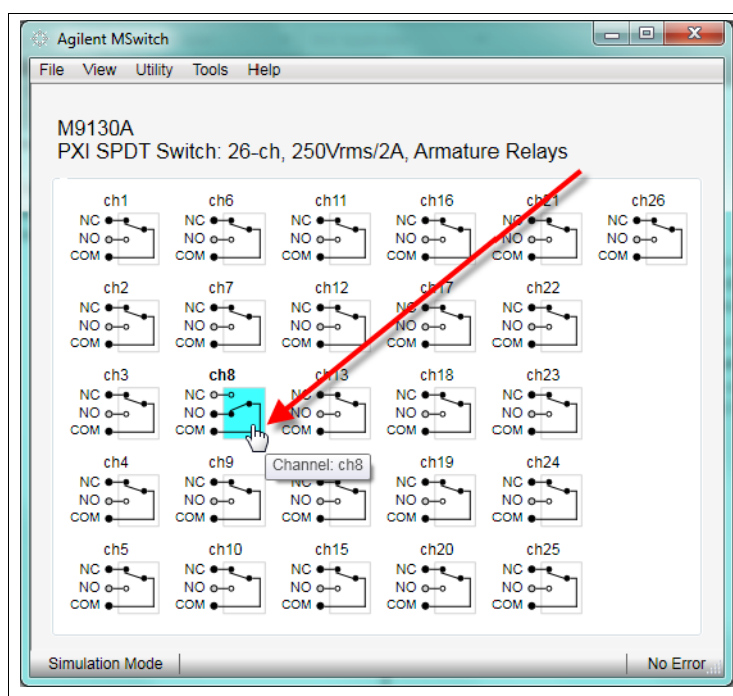 Agilent MSwitch
File View Utility Tools Help
M9130A
PXI SPDT Switch: 26-ch, 250Vrms/2A, Armature Relays
ch1 ch6 ch11 ch16 ch21 ch26
NC NC NC NC NC NC
NO NO NO NO NO NO
COM COM COM COM COM COM
ch2 ch7 ch12 ch17 ch22
NC NC NC NC NC
NO NO NO NO NO
COM COM COM COM COM
ch3 ch8 ch13 ch18 ch23
NC NC NC NC NC
NO NO NO NO NO
COM COM COM COM COM
Channel: ch8
ch4 ch9 ch19 ch24
NC NC NC NC NC
NO NO NO NO NO
COM COM COM COM COM
ch5 ch10 ch15 ch20 ch25
NC NC NC NC NC
NO NO NO NO NO
COM COM COM COM COM
Simulation Mode No Error